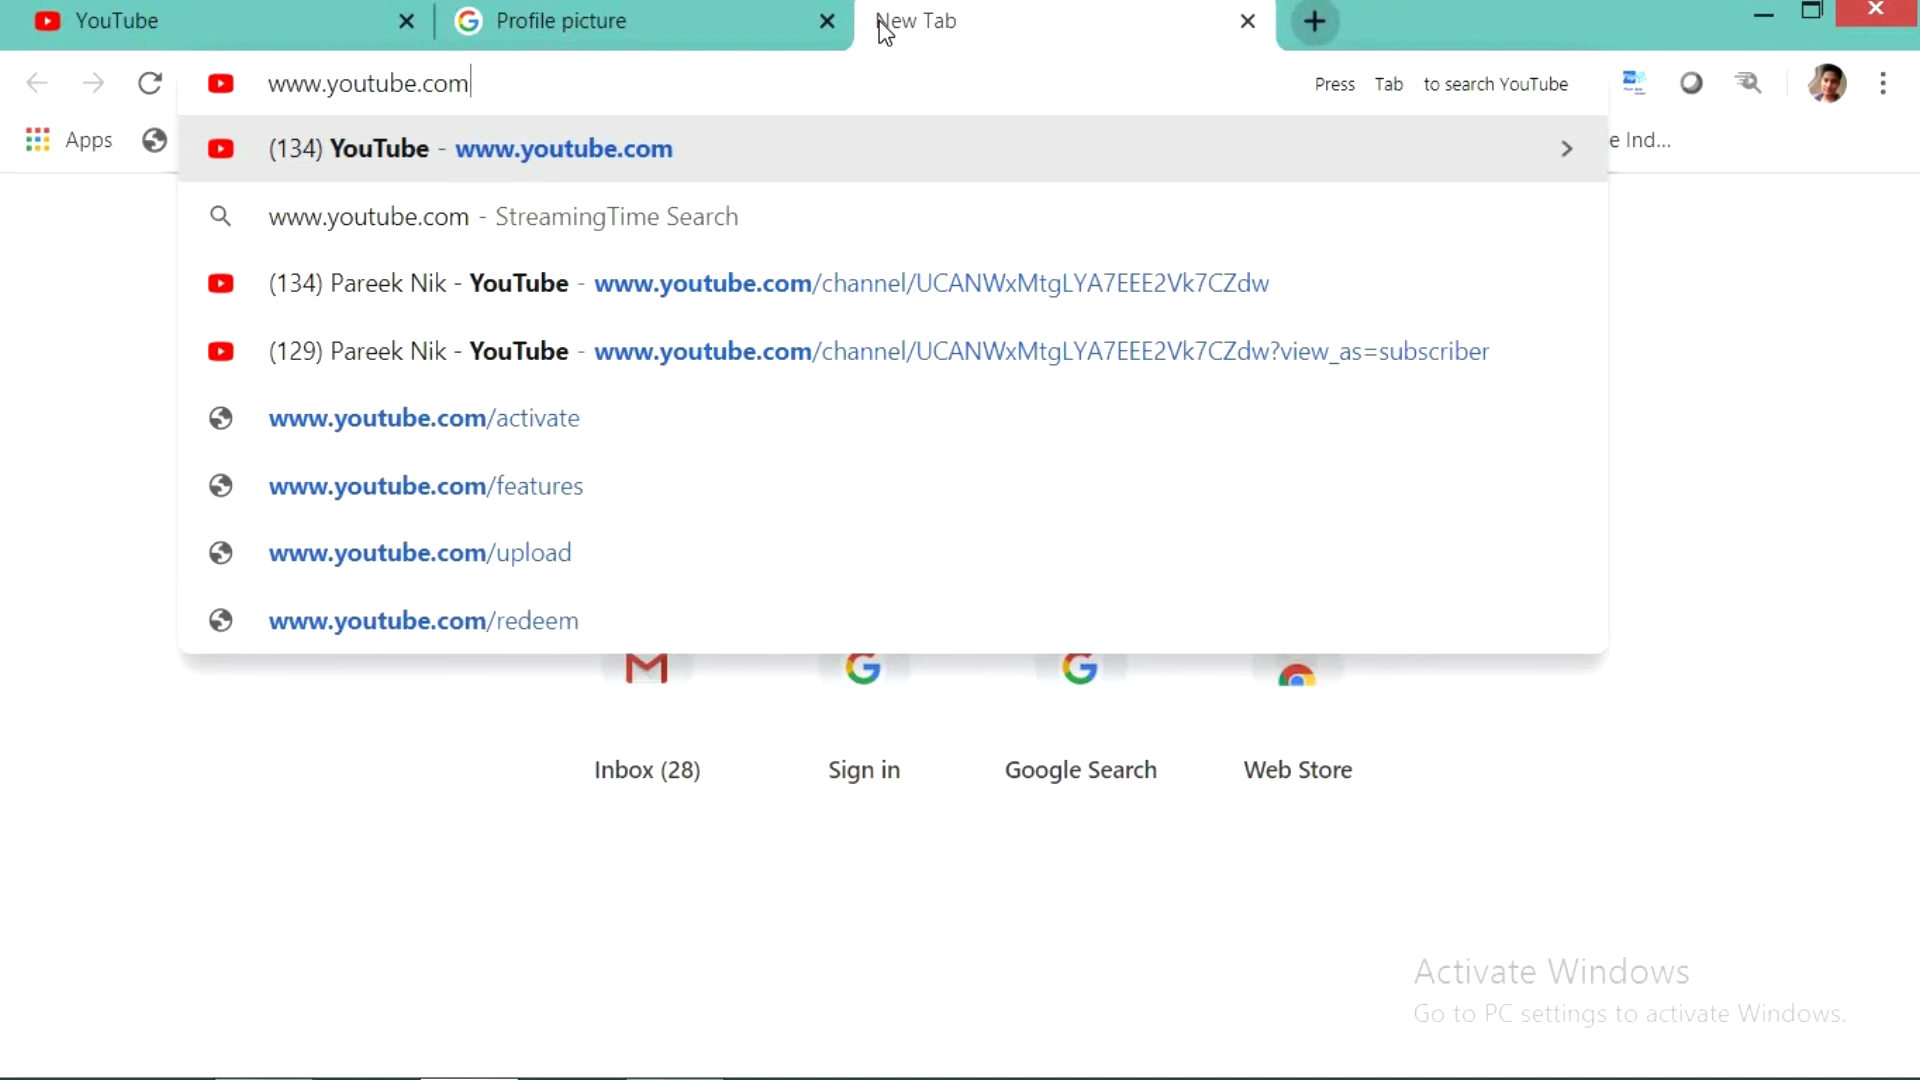 YouTube
Profile picture
New Tab
www.youtube.com
Press Tab to search YouTube
Apps
e Ind...
(134) YouTube - www.youtube.com
www.youtube.com - StreamingTime Search
(134) Pareek Nik - YouTube - www.youtube.com/channel/UCANWxMtgLYA7EEE2Vk7CZdw
(129) Pareek Nik - YouTube - www.youtube.com/channel/UCANWxMtgLYA7EEE2Vk7CZdw?view_as=subscriber
www.youtube.com/activate
www.youtube.com/features
www.youtube.com/upload
www.youtube.com/redeem
Inbox (28)
Sign in
Google Search
Web Store
Activate Windows
Go to PC settings to activate Windows.